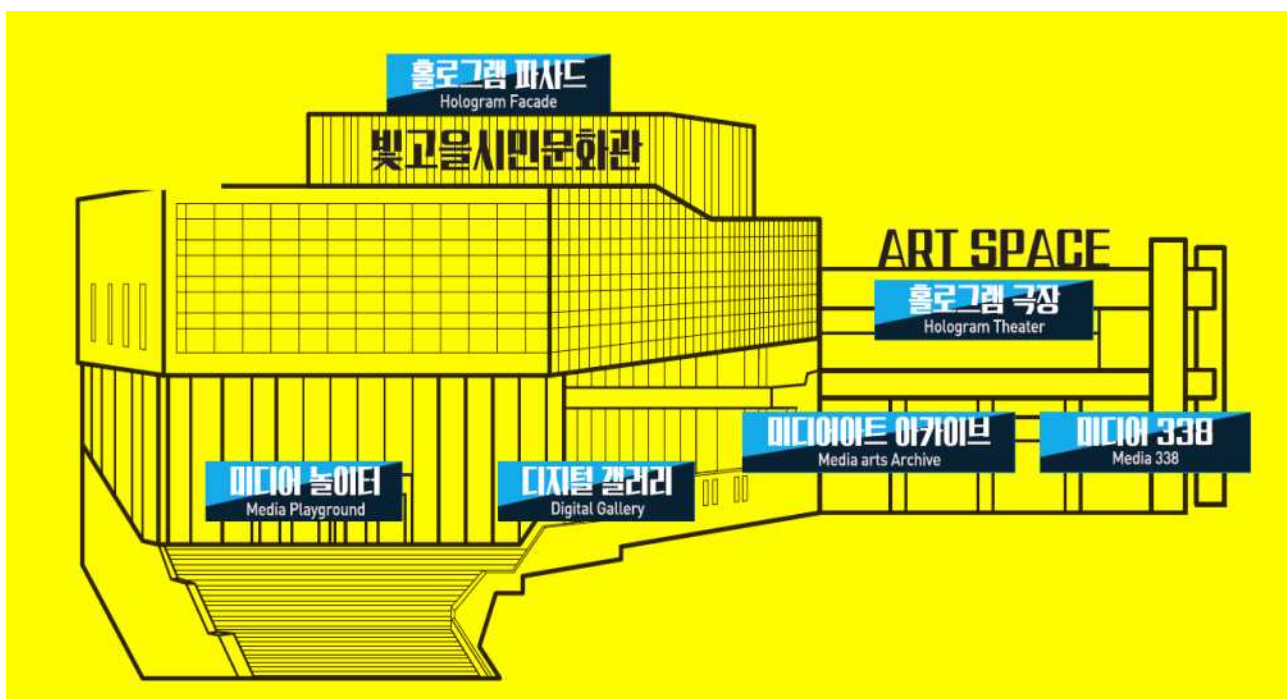 홀로그램 파사드
Hologram Facade
빛고을시민문화관
ART SPACE
홀로그램 극장
Hologram Theater
미디어아트 아카이브
Media arts Archive
미디어 338
Media 338
미디어 놀이터
Media Playground
디지털 갤러리
Digital Gallery